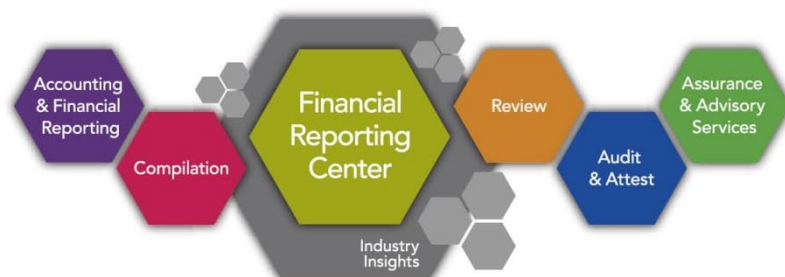 Accounting
& Financial
Reporting
Compilation
Financial
Reporting
Center
Industry
Insights
Review
Audit
& Attest
Assurance
& Advisory
Services